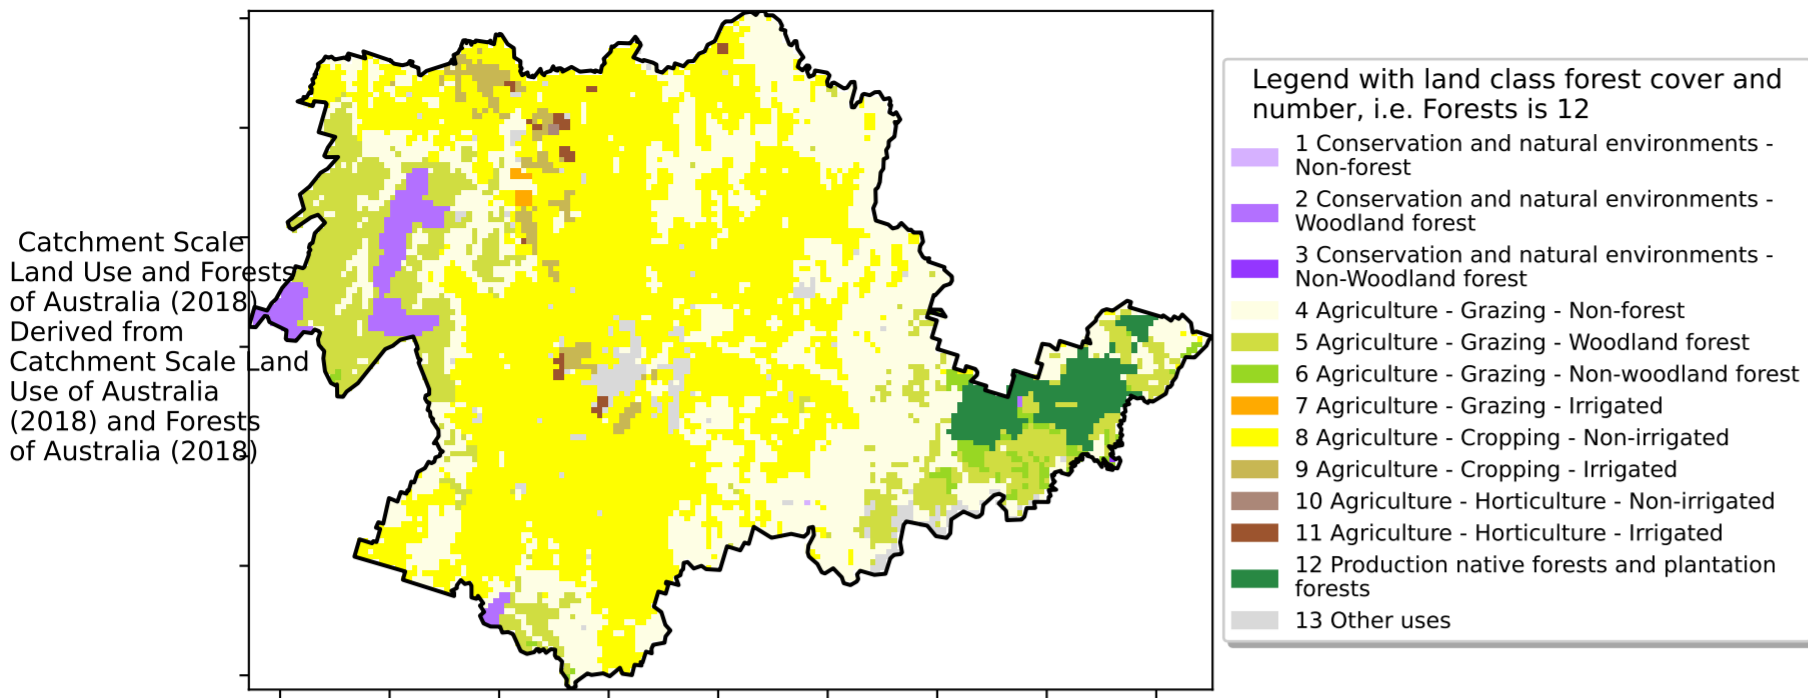 Catchment Scale
Land Use and Forests
of Australia (2018)
Derived from
Catchment Scale Land
Use of Australia
(2018) and Forests
of Australia (2018)
Legend with land class forest cover and
number, i.e. Forests is 12
1 Conservation and natural environments -
Non-forest
2 Conservation and natural environments -
Woodland forest
3 Conservation and natural environments -
Non-Woodland forest
4 Agriculture - Grazing - Non-forest
5 Agriculture - Grazing - Woodland forest
6 Agriculture - Grazing - Non-woodland forest
7 Agriculture - Grazing - Irrigated
8 Agriculture - Cropping - Non-irrigated
9 Agriculture - Cropping - Irrigated
10 Agriculture - Horticulture - Non-irrigated
11 Agriculture - Horticulture - Irrigated
12 Production native forests and plantation
forests
13 Other uses